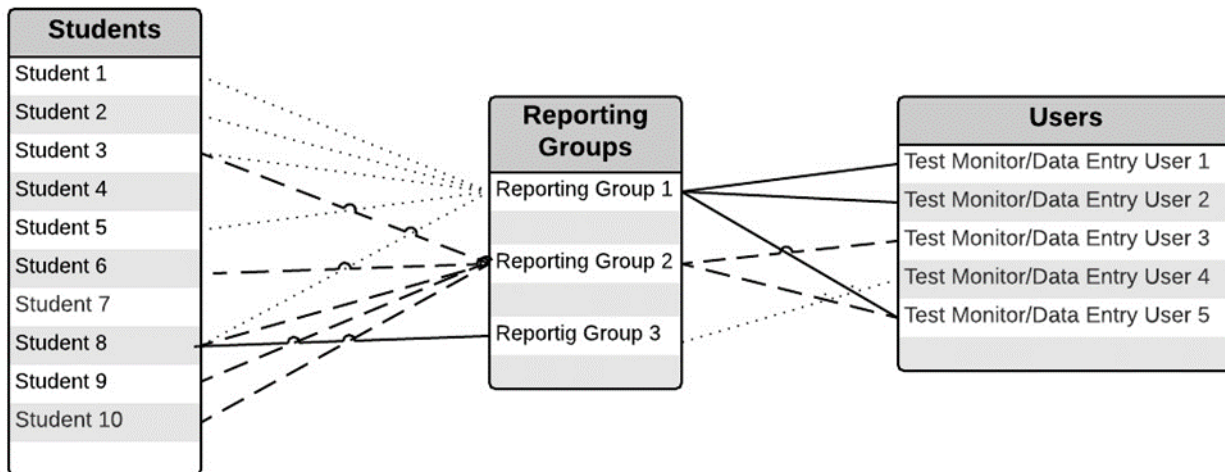 Students
Student 1
Student 2
Student 3
Student 4
Student 5
Student 6
Student 7
Student 8
Student 9
Student 10
Reporting
Groups
Reporting Group 1
Reporting Group 2
Reportig Group 3
Users
Test Monitor/Data Entry User 1
Test Monitor/Data Entry User 2
Test Monitor/Data Entry User 3
Test Monitor/Data Entry User 4
Test Monitor/Data Entry User 5